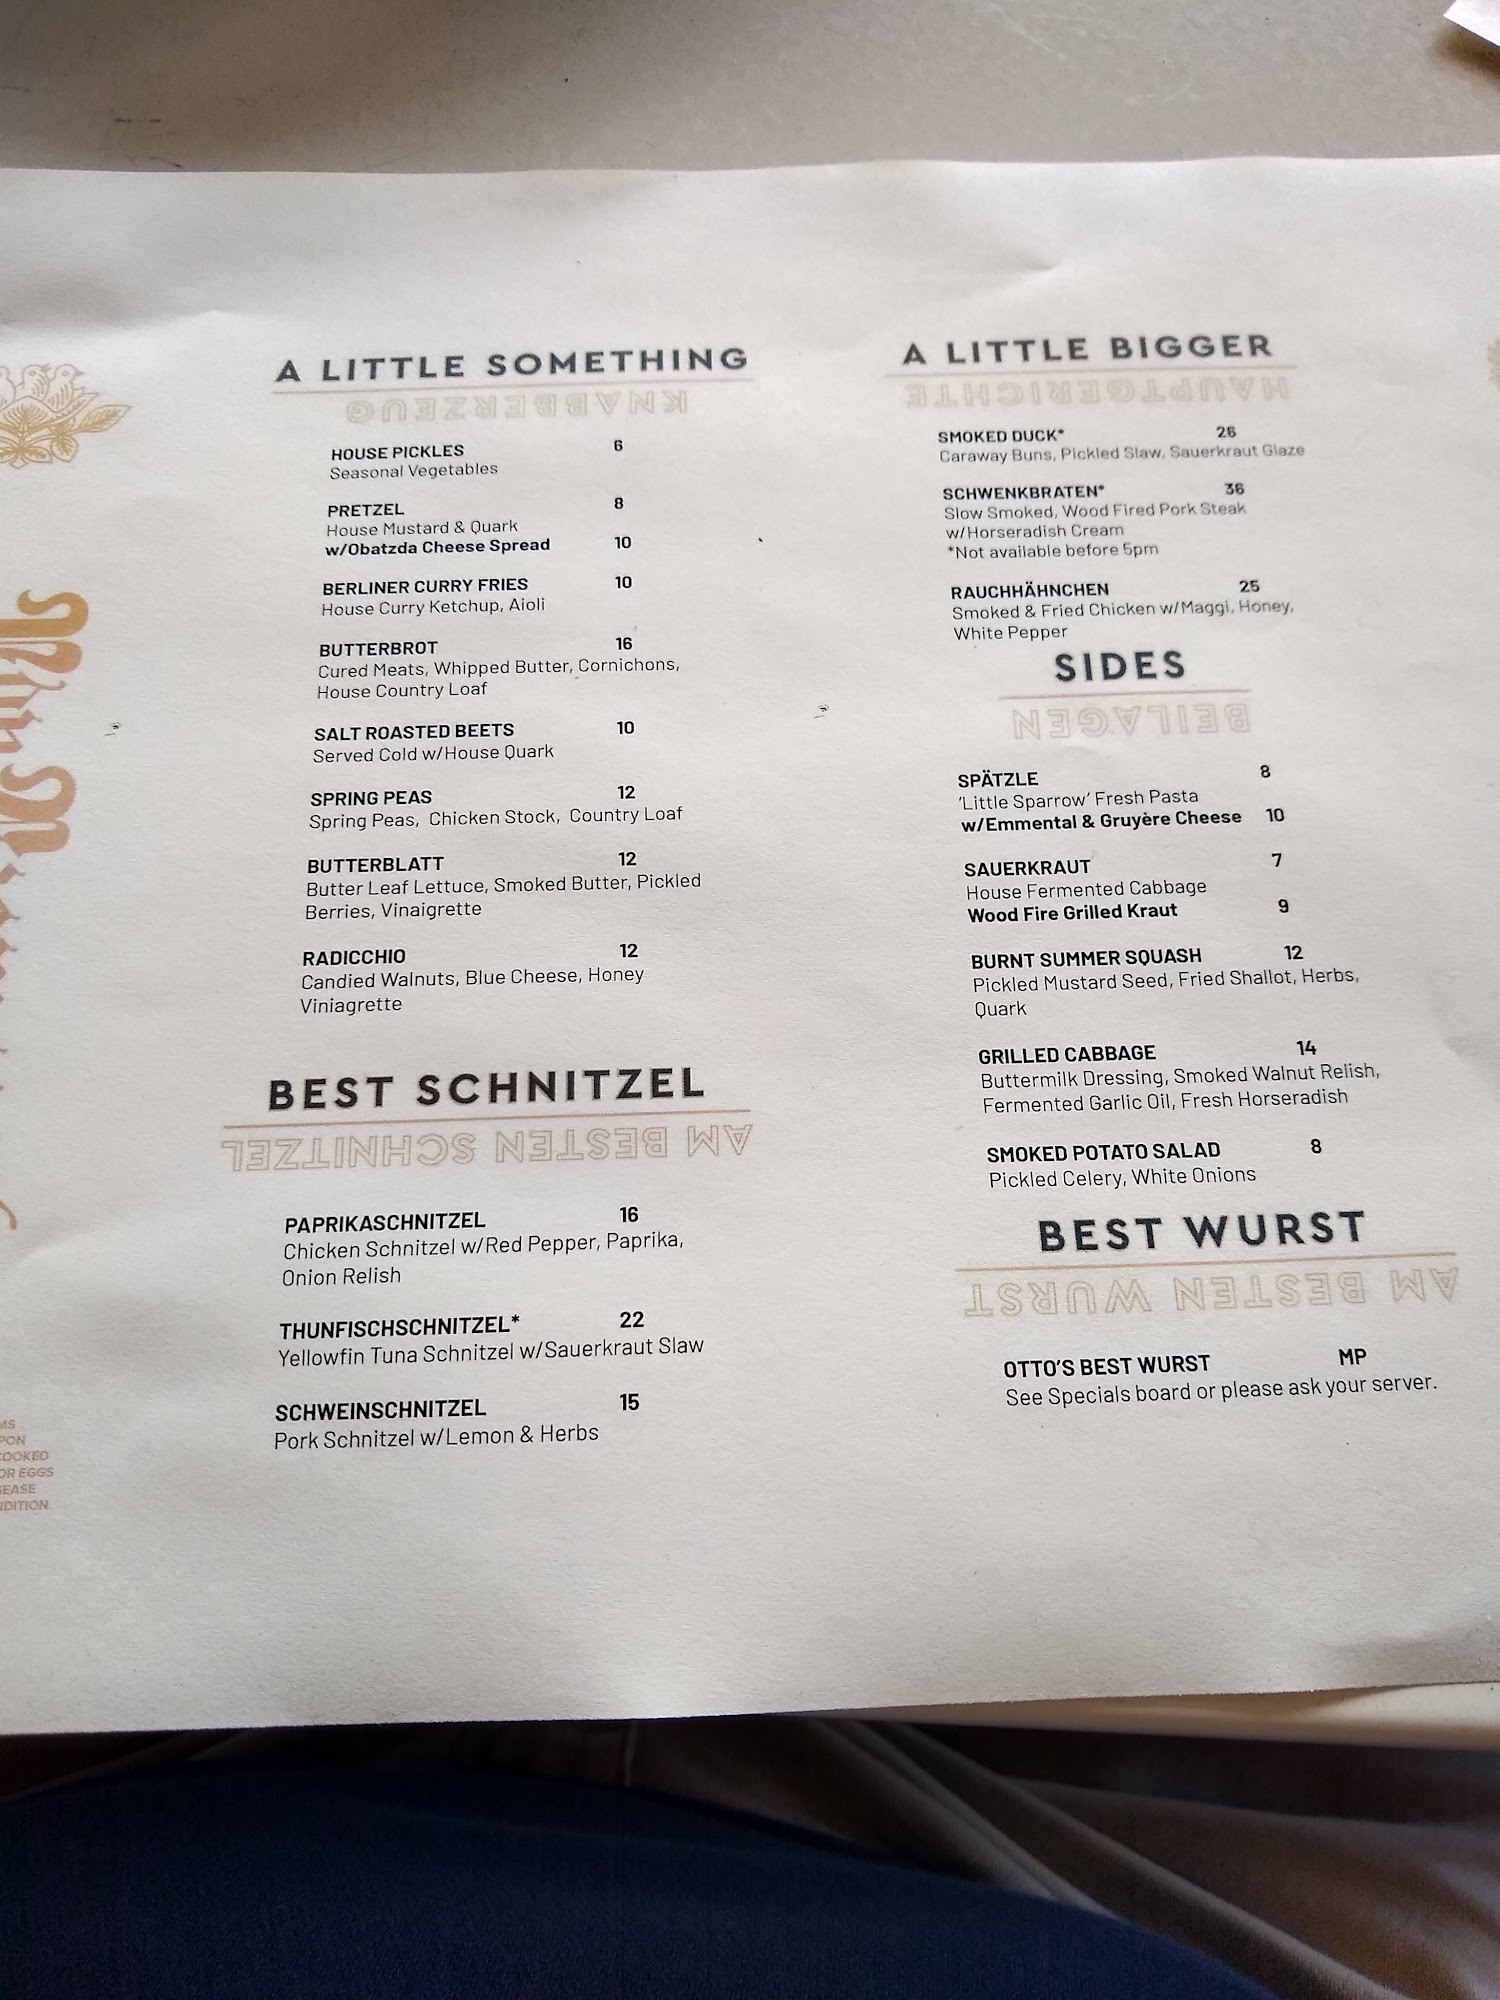 A LITTLE SOMETHING
KNABBERZEUG
HOUSE PICKLES 6
Seasonal Vegetables
PRETZEL 8
House Mustard & Quark
w/Obatzda Cheese Spread 10
BERLINER CURRY FRIES 10
House Curry Ketchup, Aioli
BUTTERBROT 16
Cured Meats, Whipped Butter, Cornichons,
House Country Loaf
SALT ROASTED BEETS 10
Served Cold w/House Quark
SPRING PEAS 12
Spring Peas, Chicken Stock, Country Loaf
BUTTERBLATT 12
Butter Leaf Lettuce, Smoked Butter, Pickled
Berries, Vinaigrette
RADICCHIO 12
Candied Walnuts, Blue Cheese, Honey
Viniagrette
BEST SCHNITZEL
AM BESTEN SCHNITZEL
PAPRIKASCHNITZEL 16
Chicken Schnitzel w/Red Pepper, Paprika,
Onion Relish
THUNFISCHSCHNITZEL* 22
Yellowfin Tuna Schnitzel w/Sauerkraut Slaw
SCHWEINSCHNITZEL 15
Pork Schnitzel w/Lemon & Herbs
A LITTLE BIGGER
HAUPTGERICHTE
SMOKED DUCK* 26
Caraway Buns, Pickled Slaw, Sauerkraut Glaze
SCHWENKBRATEN* 36
Slow Smoked, Wood Fired Pork Steak
w/Horseradish Cream
*Not available before 5pm
RAUCHHÄHNCHEN 25
Smoked & Fried Chicken w/Maggi, Honey,
White Pepper
SIDES
BEILAGEN
SPÄTZLE 8
'Little Sparrow' Fresh Pasta
w/Emmental & Gruyère Cheese 10
SAUERKRAUT 7
House Fermented Cabbage
Wood Fire Grilled Kraut 9
BURNT SUMMER SQUASH 12
Pickled Mustard Seed, Fried Shallot, Herbs,
Quark
GRILLED CABBAGE 14
Buttermilk Dressing, Smoked Walnut Relish,
Fermented Garlic Oil, Fresh Horseradish
SMOKED POTATO SALAD 8
Pickled Celery, White Onions
BEST WURST
AM BESTEN WURST
OTTO'S BEST WURST MP
See Specials board or please ask your server.
OR EGGS